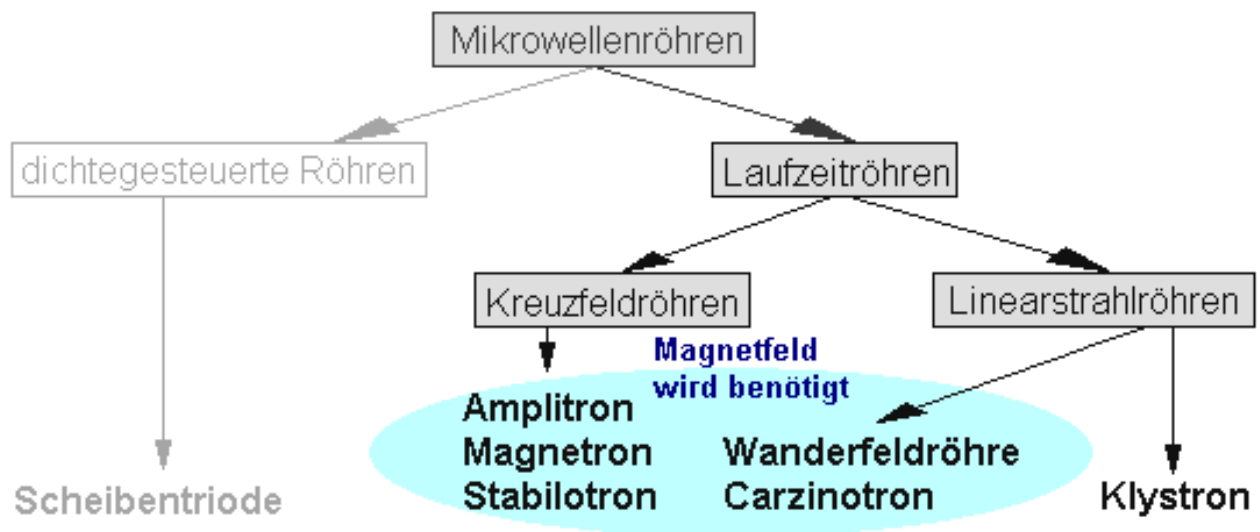 Mikrowellenröhren
dichtegesteuerte Röhren
Laufzeitröhren
Kreuzfeldröhren
Linearstrahlröhren
Magnetfeld
wird benötigt
Amplitron
Magnetron
Stabilotron
Wanderfeldröhre
Carzinotron
Scheibentriode
Klystron